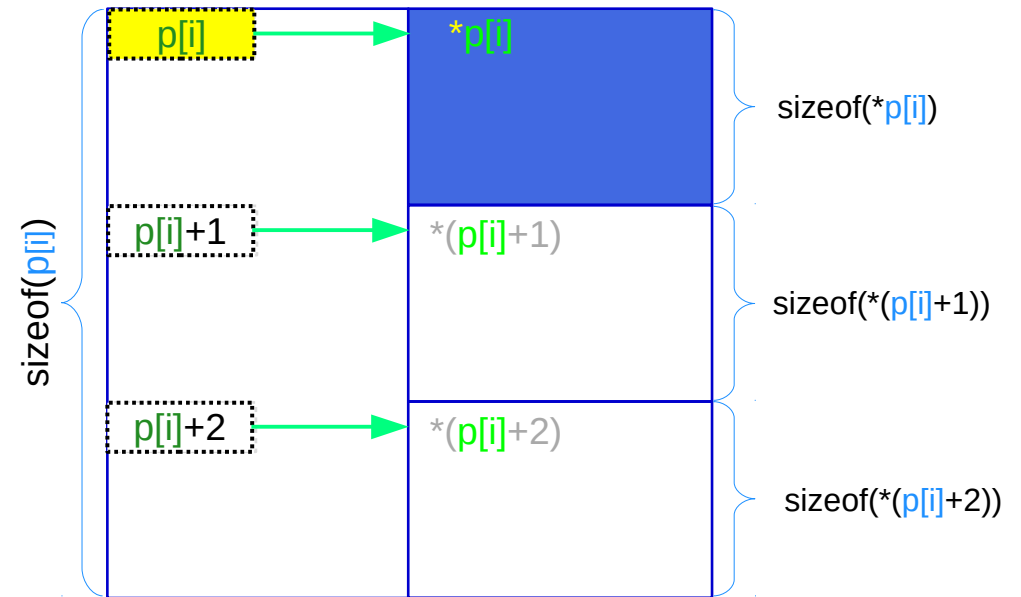 p[i]
*p[i]
sizeof(*p[i])
sizeof(p[i])
p[i]+1
*(p[i]+1)
sizeof(*(p[i]+1))
p[i]+2
*(p[i]+2)
sizeof(*(p[i]+2))